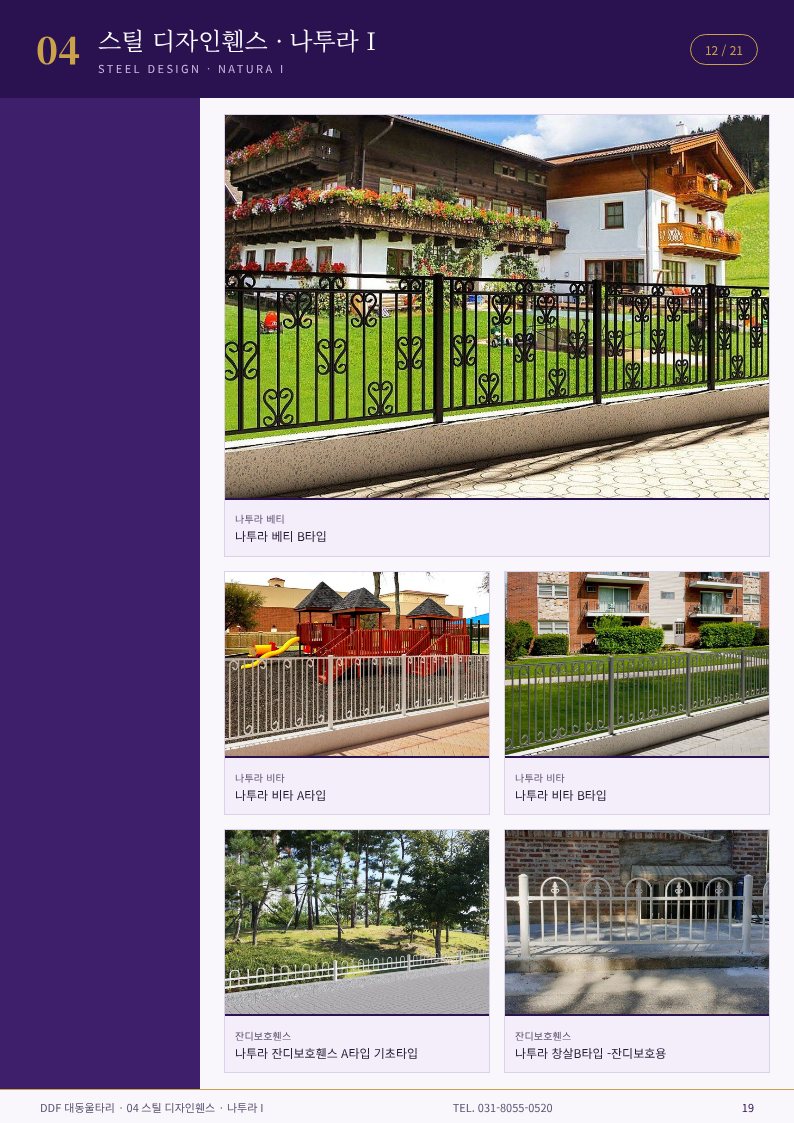 04
스틸 디자인휀스 · 나투라 I
STEEL DESIGN · NATURA I
12 / 21
나투라 베티
나투라 베티 B타입
나투라 비타
나투라 비타 A타입
나투라 비타
나투라 비타 B타입
잔디보호휀스
나투라 잔디보호휀스 A타입 기초타입
잔디보호휀스
나투라 창살B타입 -잔디보호용
DDF 대동울타리 · 04 스틸 디자인휀스 · 나투라 I
TEL. 031-8055-0520
19